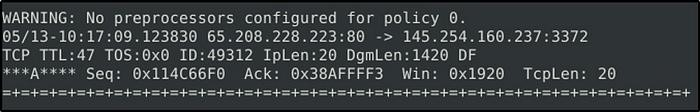 WARNING: No preprocessors configured for policy 0.
05/13-10:17:09.123830 65.208.228.223:80 -> 145.254.160.237:3372
TCP TTL:47 TOS:0x0 ID:49312 IpLen:20 DgmLen:1420 DF
***A**** Seq: 0x114C66F0  Ack: 0x38AFFFF3  Win: 0x1920  TcpLen: 20
=+=+=+=+=+=+=+=+=+=+=+=+=+=+=+=+=+=+=+=+=+=+=+=+=+=+=+=+=+=+=+=+=+=+=+=+=+